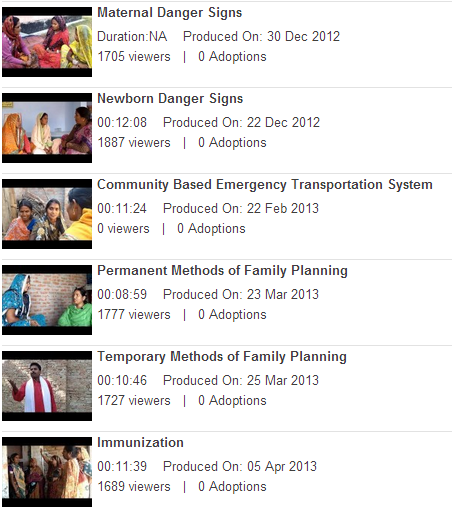 Maternal Danger Signs
Duration:NA Produced On: 30 Dec 2012
1705 viewers | 0 Adoptions
Newborn Danger Signs
00:12:08 Produced On: 22 Dec 2012
1887 viewers | 0 Adoptions
Community Based Emergency Transportation System
00:11:24 Produced On: 22 Feb 2013
0 viewers | 0 Adoptions
Permanent Methods of Family Planning
00:08:59 Produced On: 23 Mar 2013
1777 viewers | 0 Adoptions
Temporary Methods of Family Planning
00:10:46 Produced On: 25 Mar 2013
1727 viewers | 0 Adoptions
Immunization
00:11:39 Produced On: 05 Apr 2013
1689 viewers | 0 Adoptions